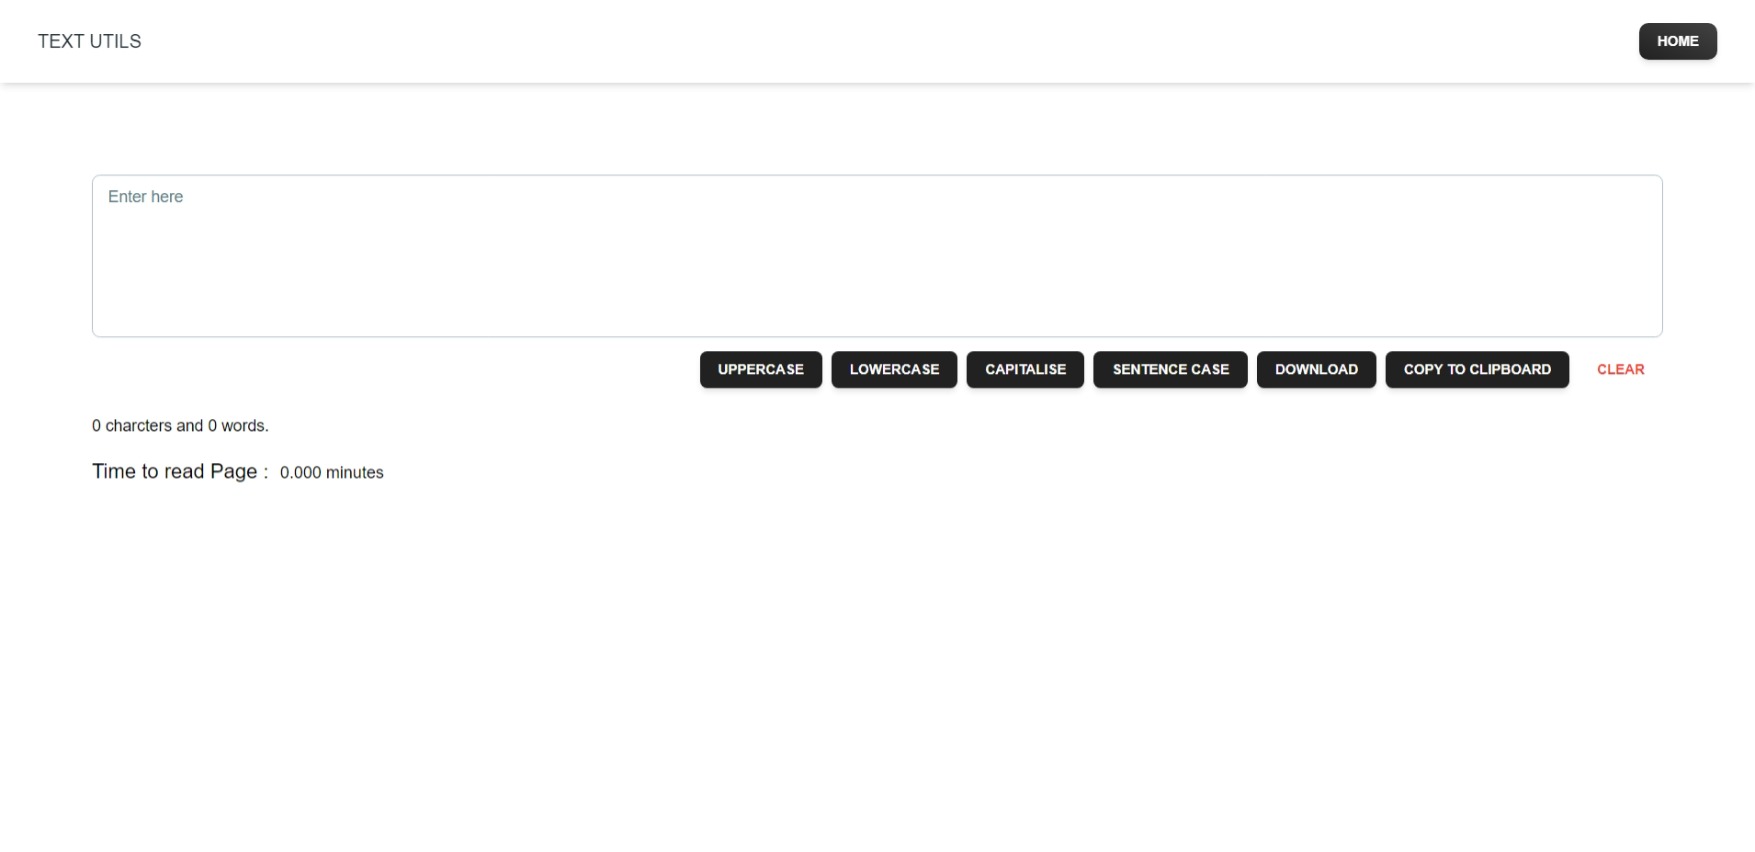 TEXT UTILS HOME
Enter here
UPPERCASE LOWERCASE CAPITALISE SENTENCE CASE DOWNLOAD COPY TO CLIPBOARD CLEAR
0 charcters and 0 words.
Time to read Page : 0.000 minutes